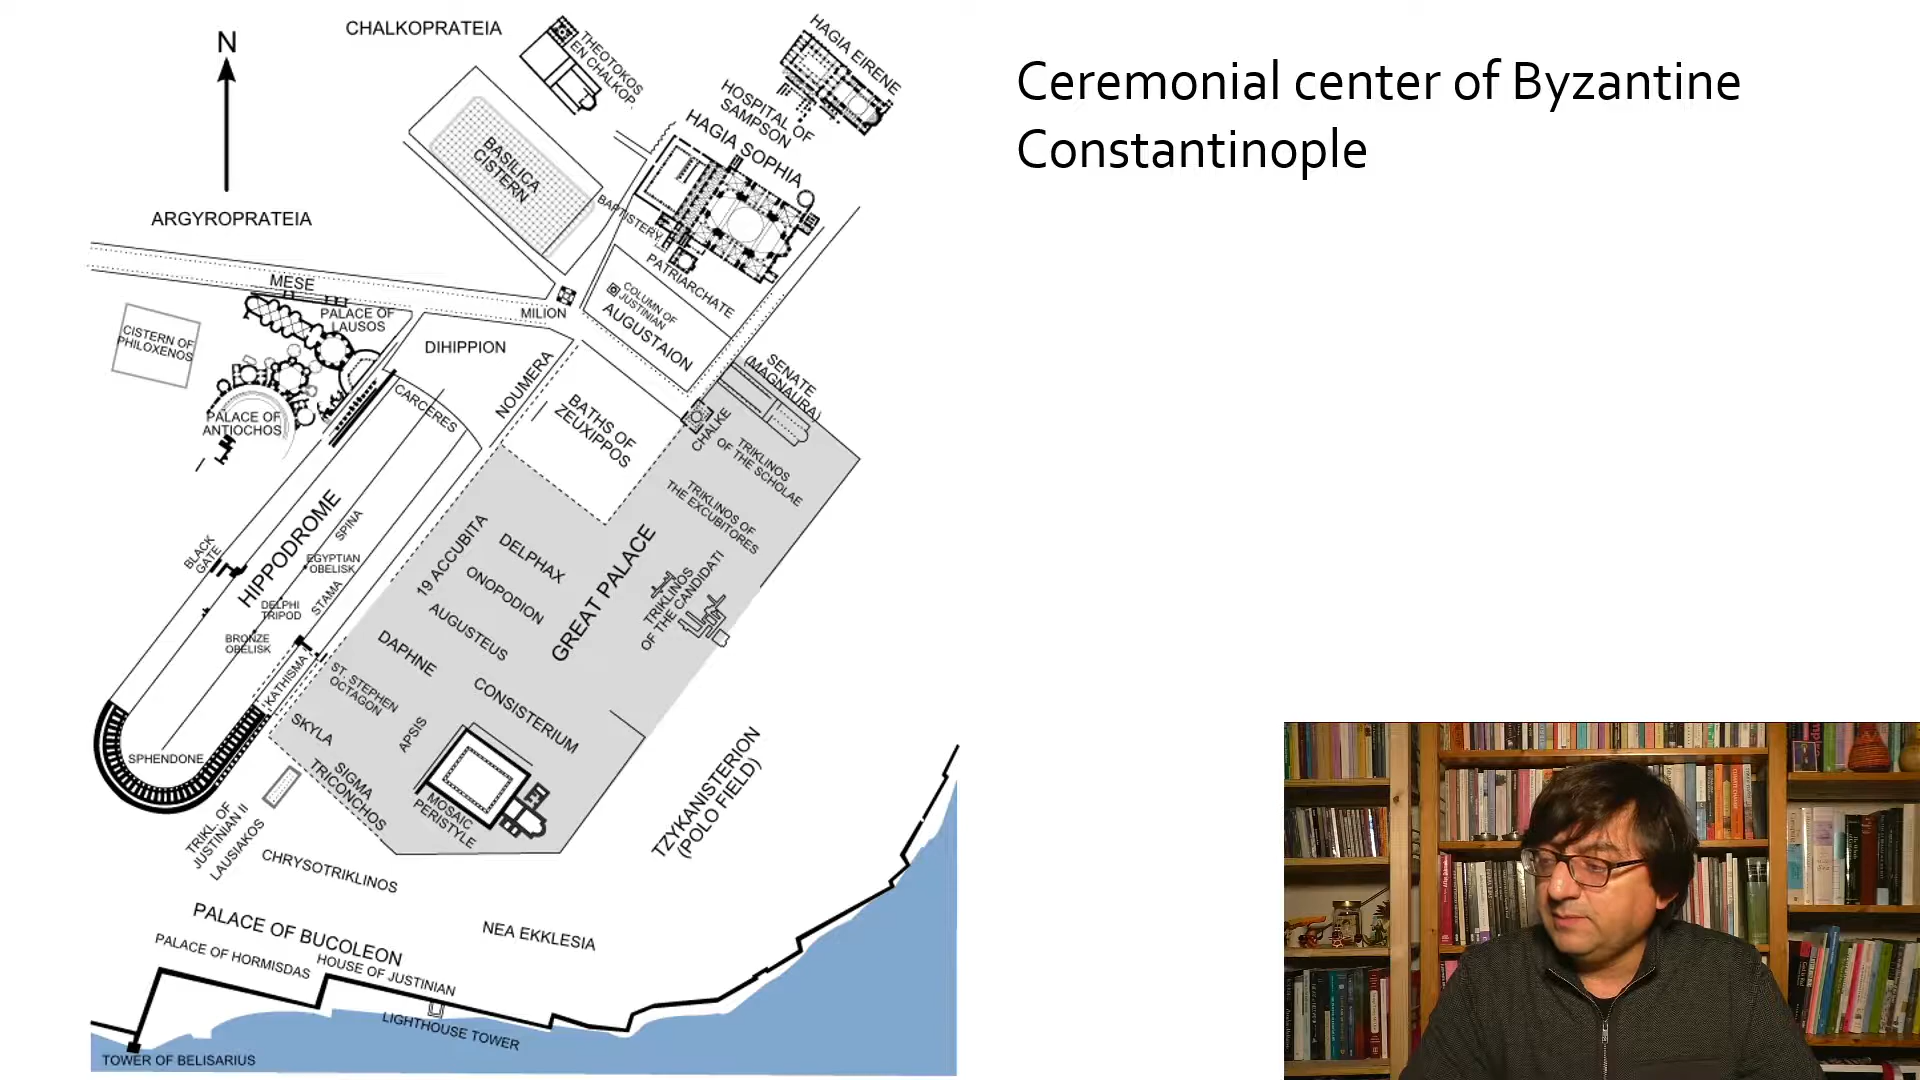 Ceremonial center of Byzantine
Constantinople
N
CHALKOPRATEIA
THEOTOKOS
EN CHALKOP.
HAGIA EIRENE
HOSPITAL OF
SAMPSON
HAGIA SOPHIA
BASILICA
CISTERN
BAPTISTERY
ARGYROPRATEIA
PATRIARCHATE
COLUMN OF
JUSTINIAN
AUGUSTAION
MESE
MILION
PALACE OF
LAUSOS
CISTERN OF
PHILOXENOS
DIHIPPION
NOUMERA
SENATE
(MAGNAURA)
PALACE OF
ANTIOCHOS
CARCERES
BATHS OF
ZEUXIPPOS
CHALKE
TRIKLINOS
OF THE SCHOLAE
TRIKLINOS OF
THE EXCUBITORES
HIPPODROME
SPINA
BLACK
GATE
EGYPTIAN
OBELISK
STAMA
DELPHI
TRIPOD
BRONZE
OBELISK
19 ACCUBITA
DELPHAX
ONOPODION
AUGUSTEUS
GREAT PALACE
TRIKLINOS
OF THE CANDIDATI
DAPHNE
KATHISMA
ST. STEPHEN
OCTAGON
CONSISTERIUM
APSIS
SKYLA
SPHENDONE
SIGMA
TRICONCHOS
MOSAIC
PERISTYLE
TZYKANISTERION
(POLO FIELD)
TRIKL. OF
JUSTINIAN II
LAUSIAKOS
CHRYSOTRIKLINOS
PALACE OF BUCOLEON
NEA EKKLESIA
PALACE OF HORMISDAS
HOUSE OF JUSTINIAN
LIGHTHOUSE TOWER
TOWER OF BELISARIUS